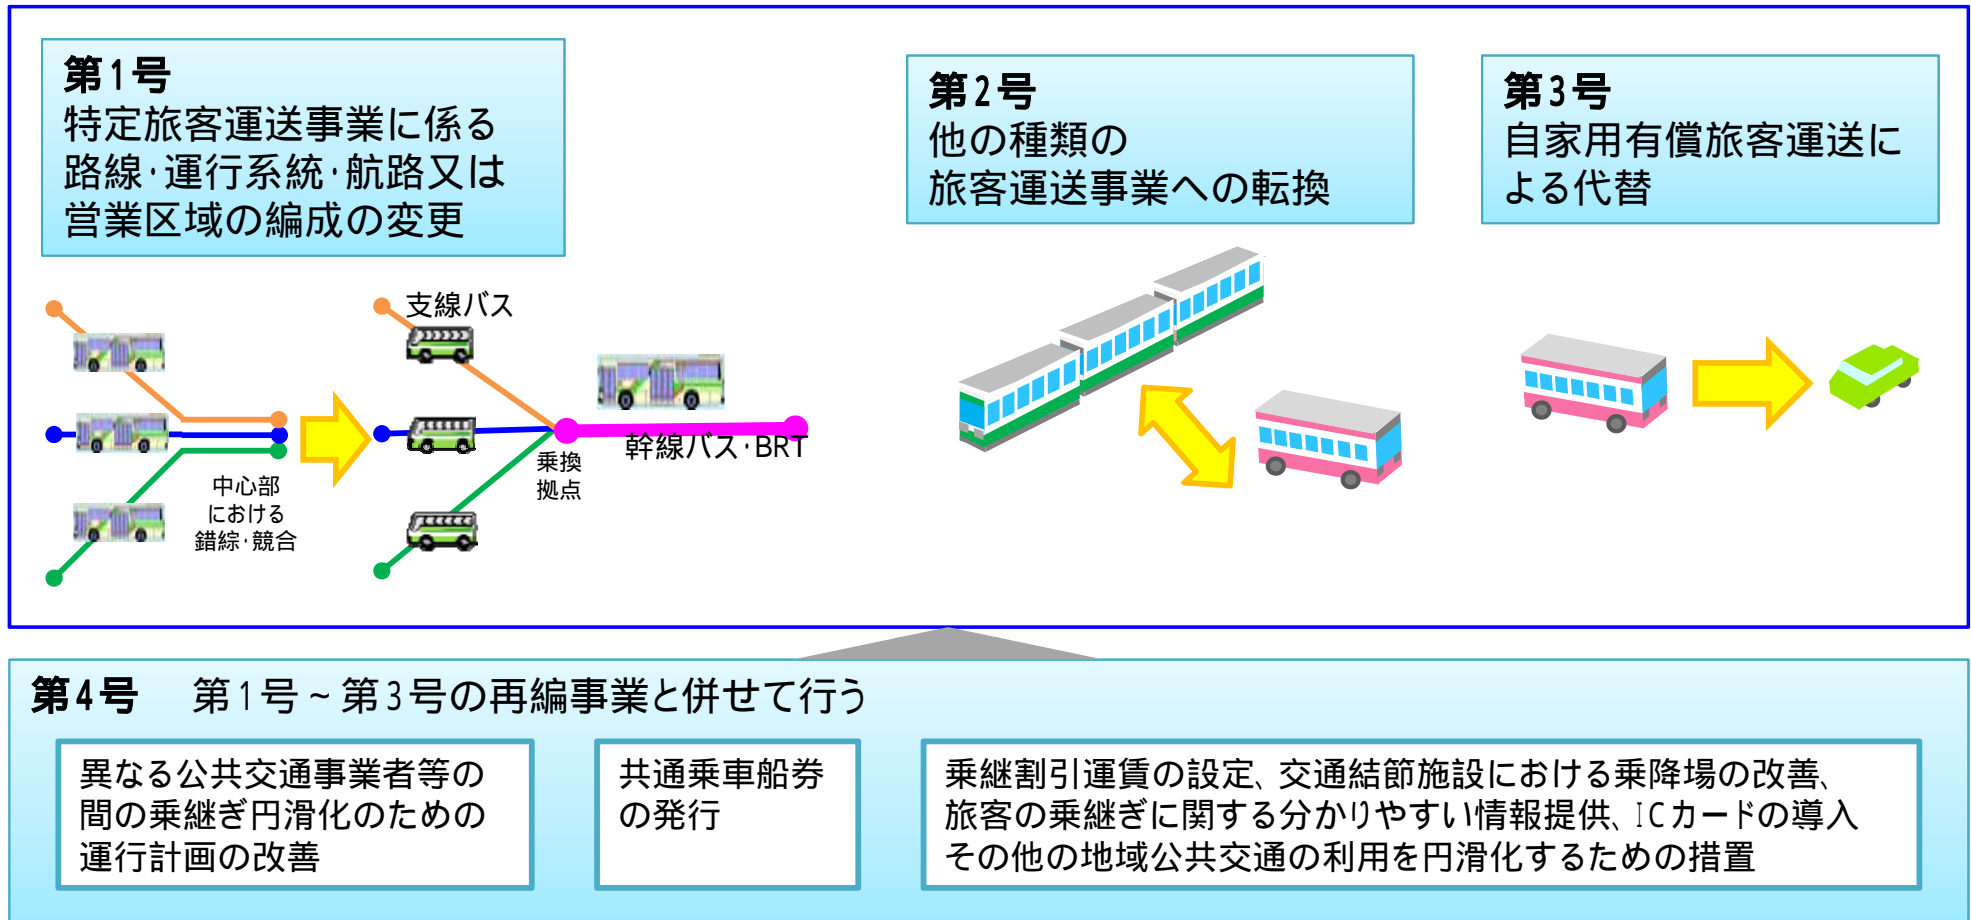 第1号
特定旅客運送事業に係る
路線・運行系統・航路又は
営業区域の編成の変更
第2号
他の種類の
旅客運送事業への転換
第3号
自家用有償旅客運送に
よる代替
支線バス
幹線バス・BRT
乗換
拠点
中心部
における
錯綜・競合
第4号　第1号~第3号の再編事業と併せて行う
異なる公共交通事業者等の
間の乗継ぎ円滑化のための
運行計画の改善
共通乗車船券
の発行
乗継割引運賃の設定、交通結節施設における乗降場の改善、
旅客の乗継ぎに関する分かりやすい情報提供、ICカードの導入
その他の地域公共交通の利用を円滑化するための措置